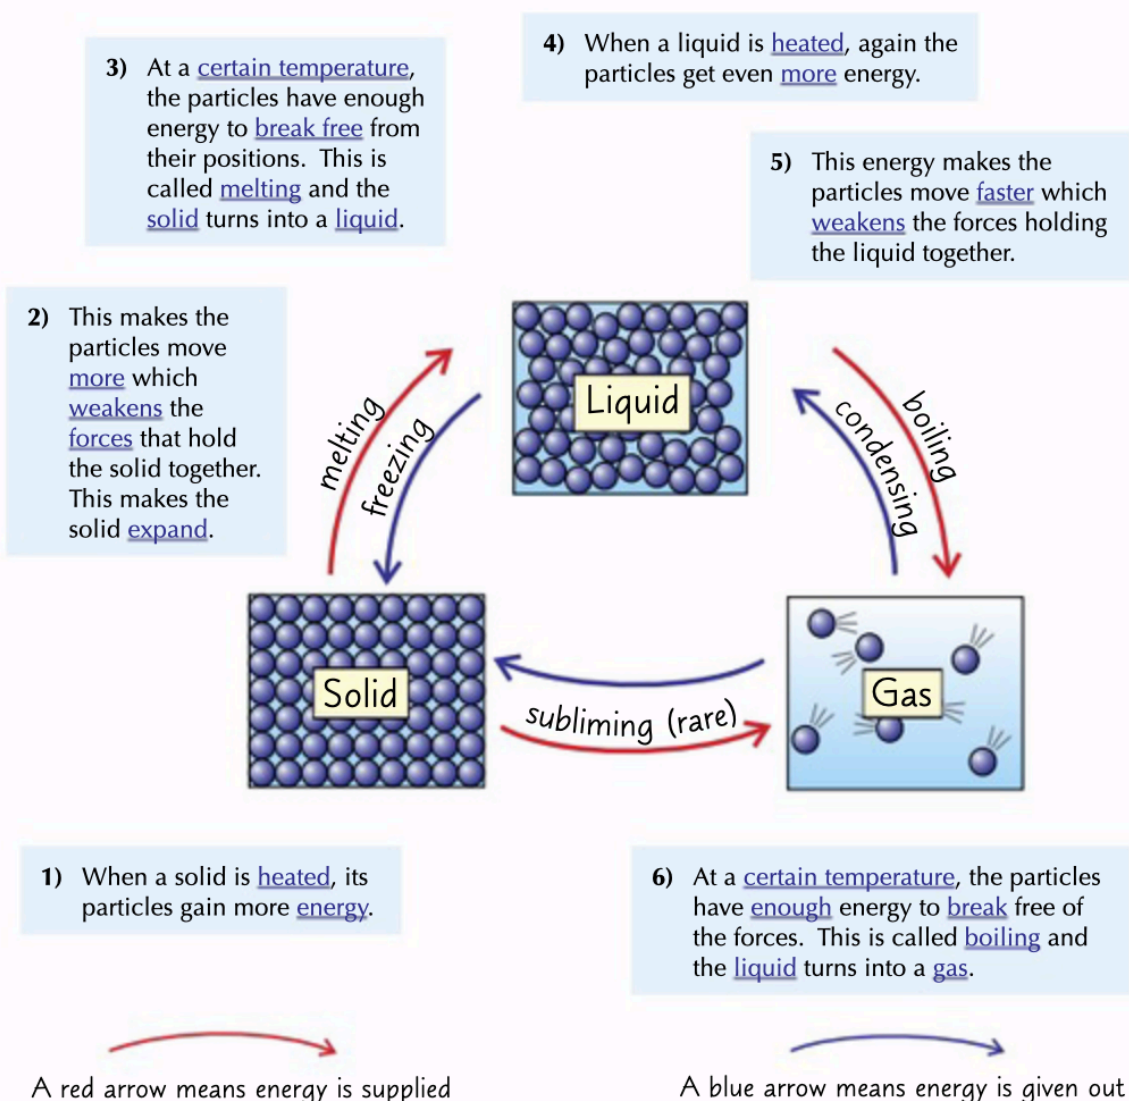 4) When a liquid is heated, again the
particles get even more energy.
3) At a certain temperature,
the particles have enough
energy to break free from
their positions. This is
called melting and the
solid turns into a liquid.
5) This energy makes the
particles move faster which
weakens the forces holding
the liquid together.
2) This makes the
particles move
more which
weakens the
forces that hold
the solid together.
This makes the
solid expand.
melting
freezing
Liquid
condensing
boiling
Solid
subliming (rare)
Gas
1) When a solid is heated, its
particles gain more energy.
6) At a certain temperature, the particles
have enough energy to break free of
the forces. This is called boiling and
the liquid turns into a gas.
A red arrow means energy is supplied
A blue arrow means energy is given out